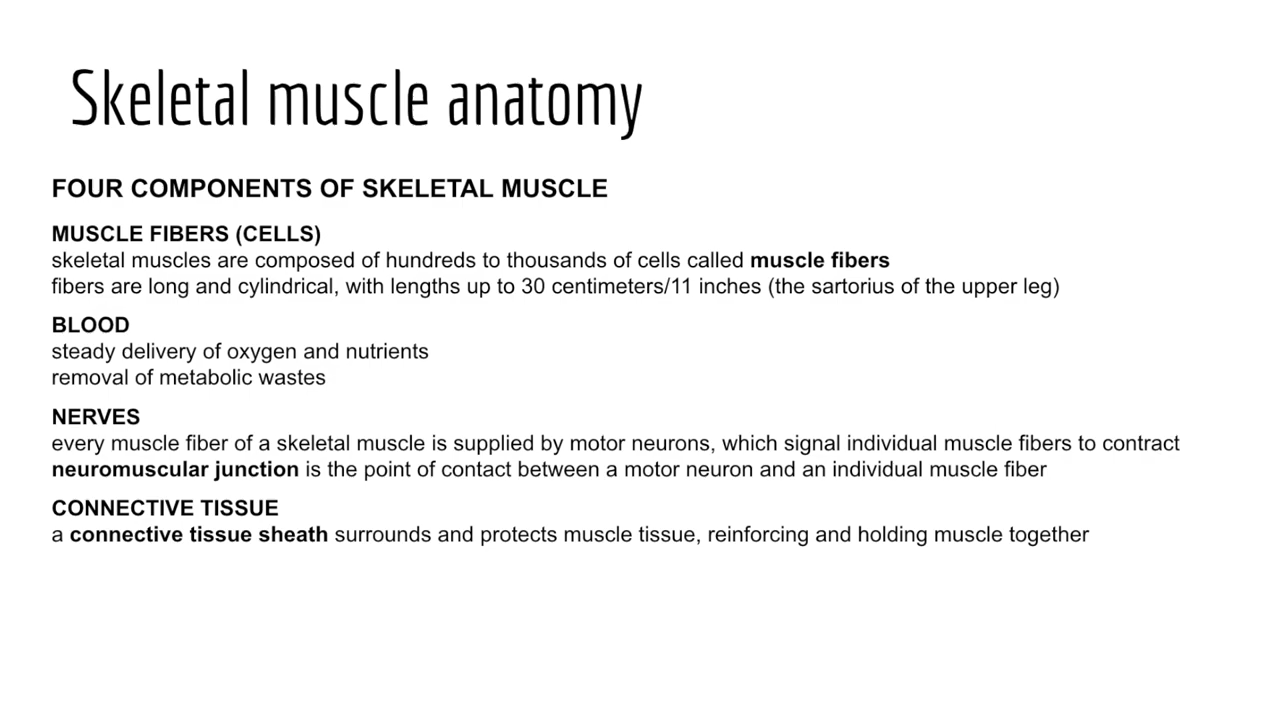 Skeletal muscle anatomy
FOUR COMPONENTS OF SKELETAL MUSCLE
MUSCLE FIBERS (CELLS)
skeletal muscles are composed of hundreds to thousands of cells called muscle fibers
fibers are long and cylindrical, with lengths up to 30 centimeters/11 inches (the sartorius of the upper leg)
BLOOD
steady delivery of oxygen and nutrients
removal of metabolic wastes
NERVES
every muscle fiber of a skeletal muscle is supplied by motor neurons, which signal individual muscle fibers to contract
neuromuscular junction is the point of contact between a motor neuron and an individual muscle fiber
CONNECTIVE TISSUE
a connective tissue sheath surrounds and protects muscle tissue, reinforcing and holding muscle together